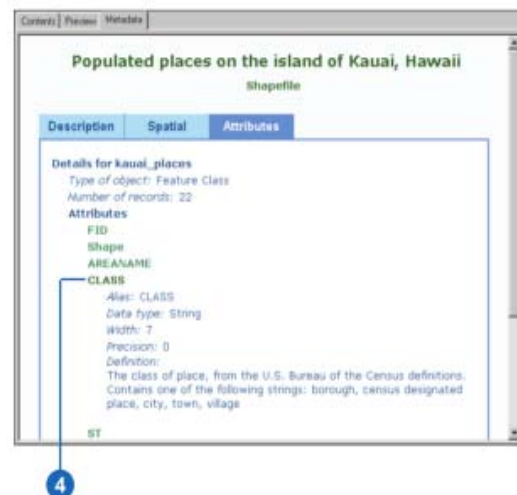 Contents Preview Metadata
Populated places on the island of Kauai, Hawaii
Shapefile
Description Spatial Attributes
Details for kauai_places
Type of object: Feature Class
Number of records: 22
Attributes
FID
Shape
AREANAME
CLASS
Alias: CLASS
Data type: String
Width: 7
Precision: 0
Definition:
The class of place, from the U.S. Bureau of the Census definitions.
Contains one of the following strings: borough, census designated
place, city, town, village
ST
4